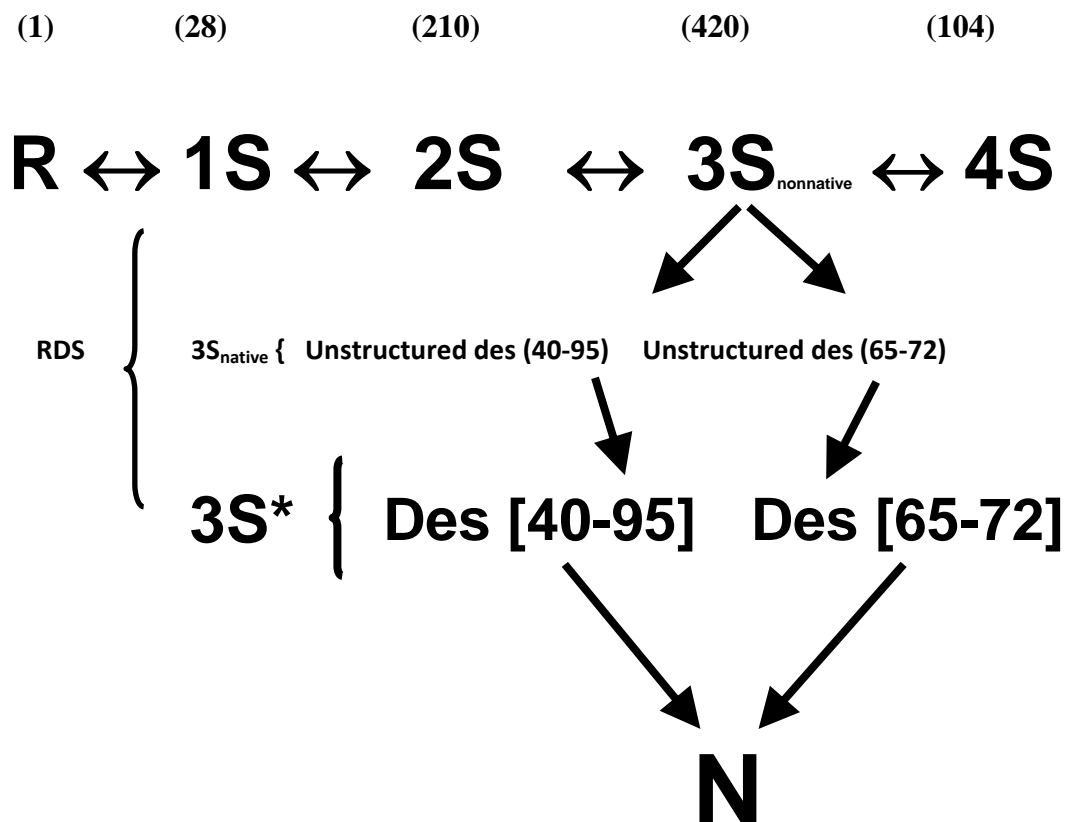 (1) (28) (210) (420) (104)
R ↔ 1S ↔ 2S ↔ 3Snonnative ↔ 4S
RDS 3Snative { Unstructured des (40-95) Unstructured des (65-72)
3S* { Des [40-95] Des [65-72]
N